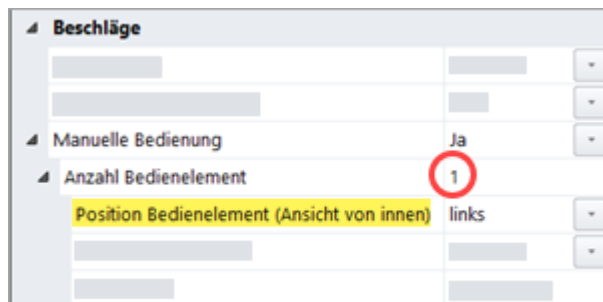 Beschläge
Manuelle Bedienung Ja
Anzahl Bedienelement 1
Position Bedienelement (Ansicht von innen) links